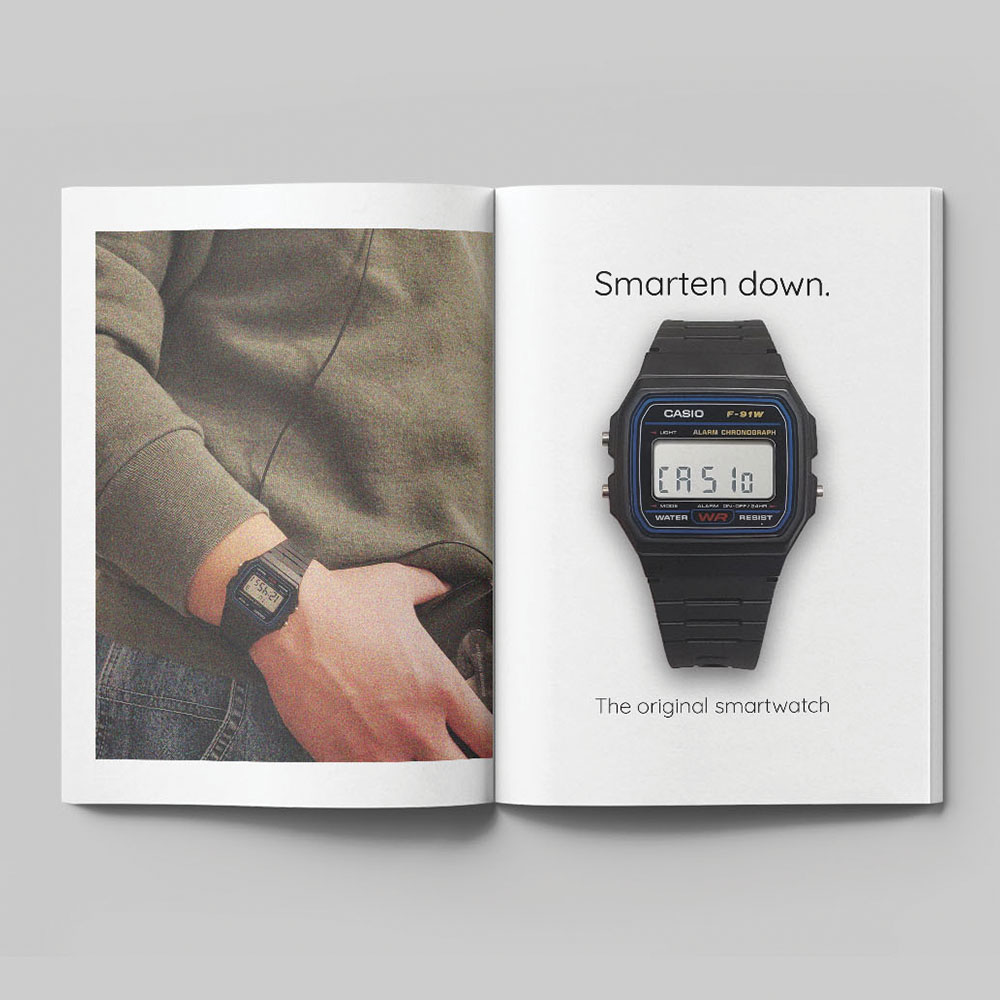 Smarten down.
CASIO F-91W
LIGHT ALARM CHRONOGRAPH
CASIo
MODE ALARM ON-OFF/24HR
WATER WR RESIST
The original smartwatch